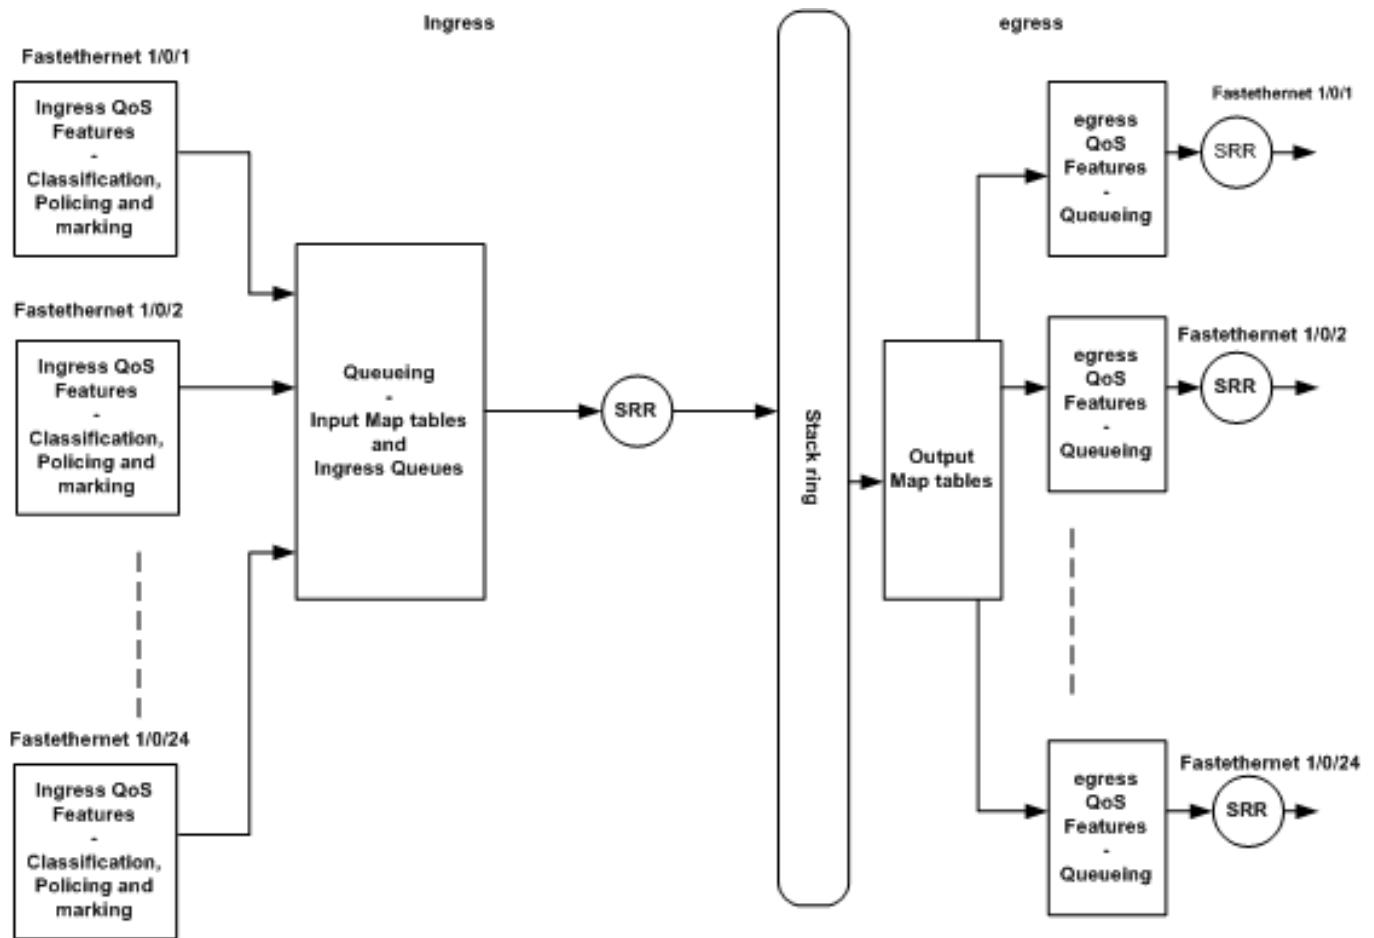 Ingress
egress
Fastethernet 1/0/1
Ingress QoS
Features
-
Classification,
Policing and
marking
Fastethernet 1/0/2
Ingress QoS
Features
-
Classification,
Policing and
marking
Fastethernet 1/0/24
Ingress QoS
Features
-
Classification,
Policing and
marking
Queueing
-
Input Map tables
and
Ingress Queues
SRR
Stack ring
Output
Map tables
egress
QoS
Features
-
Queueing
Fastethernet 1/0/1
SRR
egress
QoS
Features
-
Queueing
Fastethernet 1/0/2
SRR
egress
QoS
Features
-
Queueing
Fastethernet 1/0/24
SRR